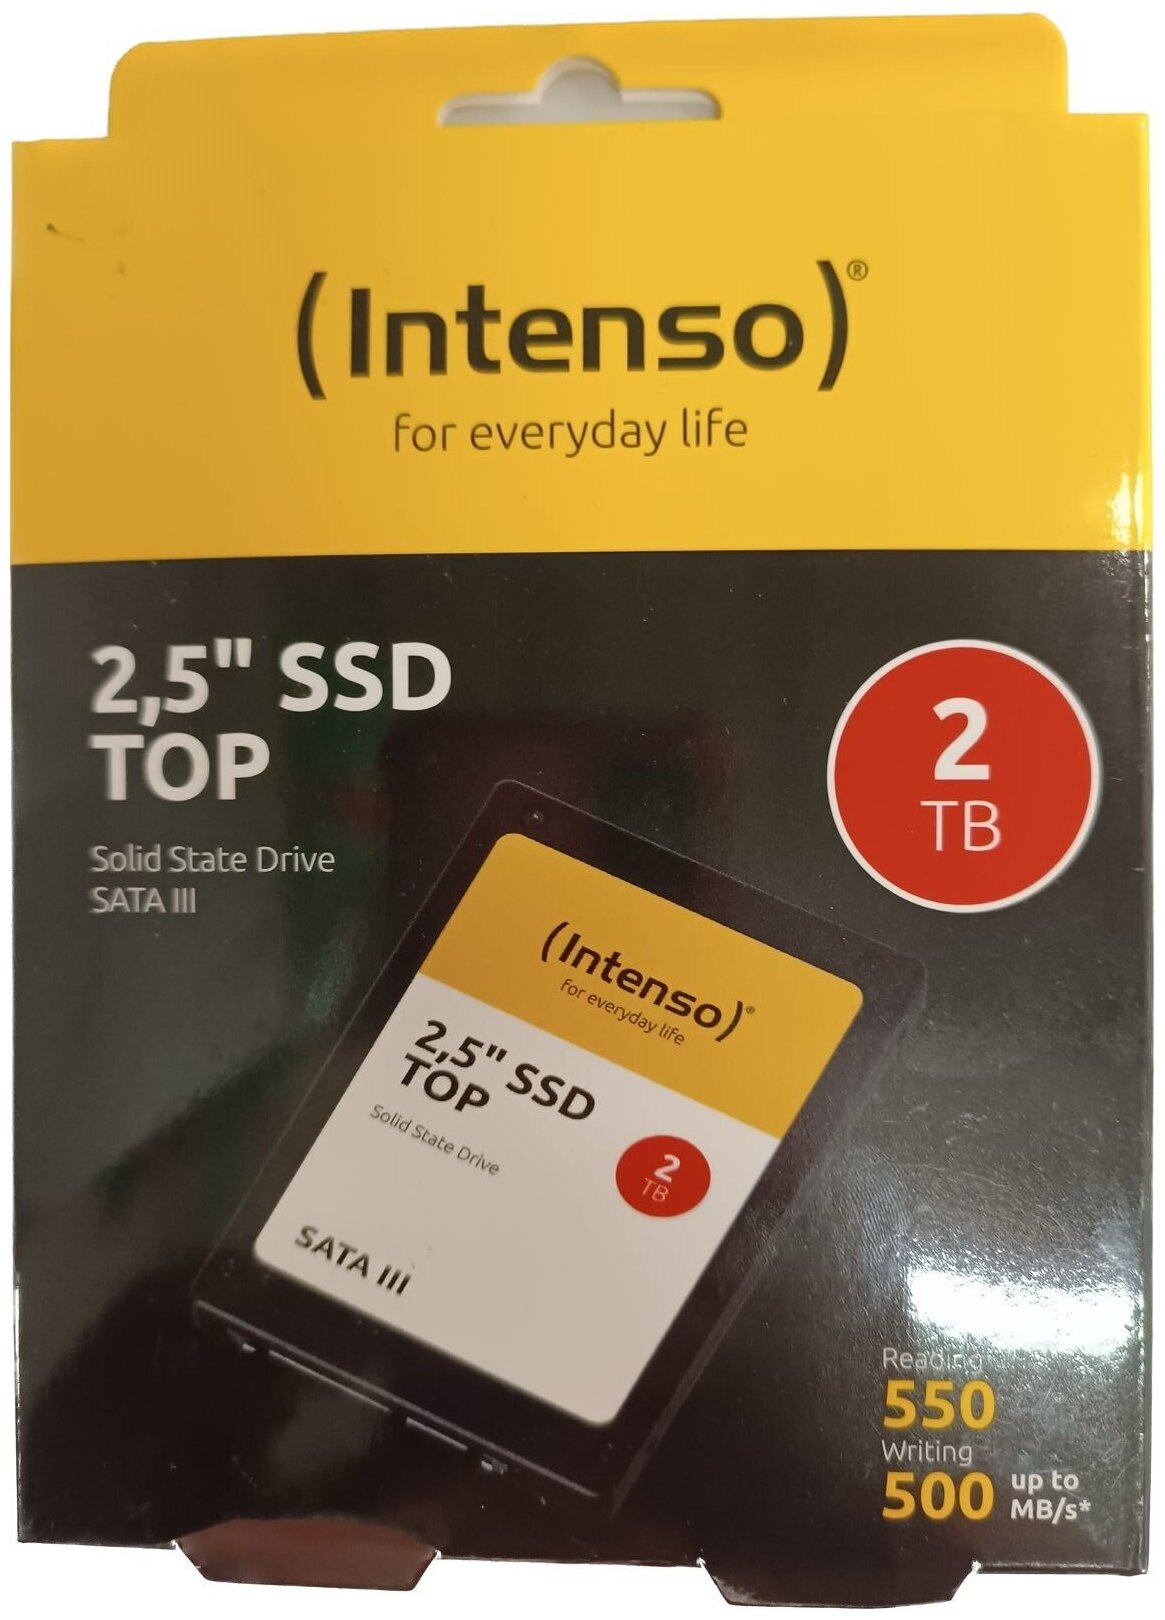 (Intenso)®
for everyday life
2,5" SSD
TOP
Solid State Drive
SATA III
2
TB
(Intenso)®
for everyday life
2,5" SSD
TOP
Solid State Drive
2
TB
SATA III
Reading
550
Writing
500 up to
MB/s*